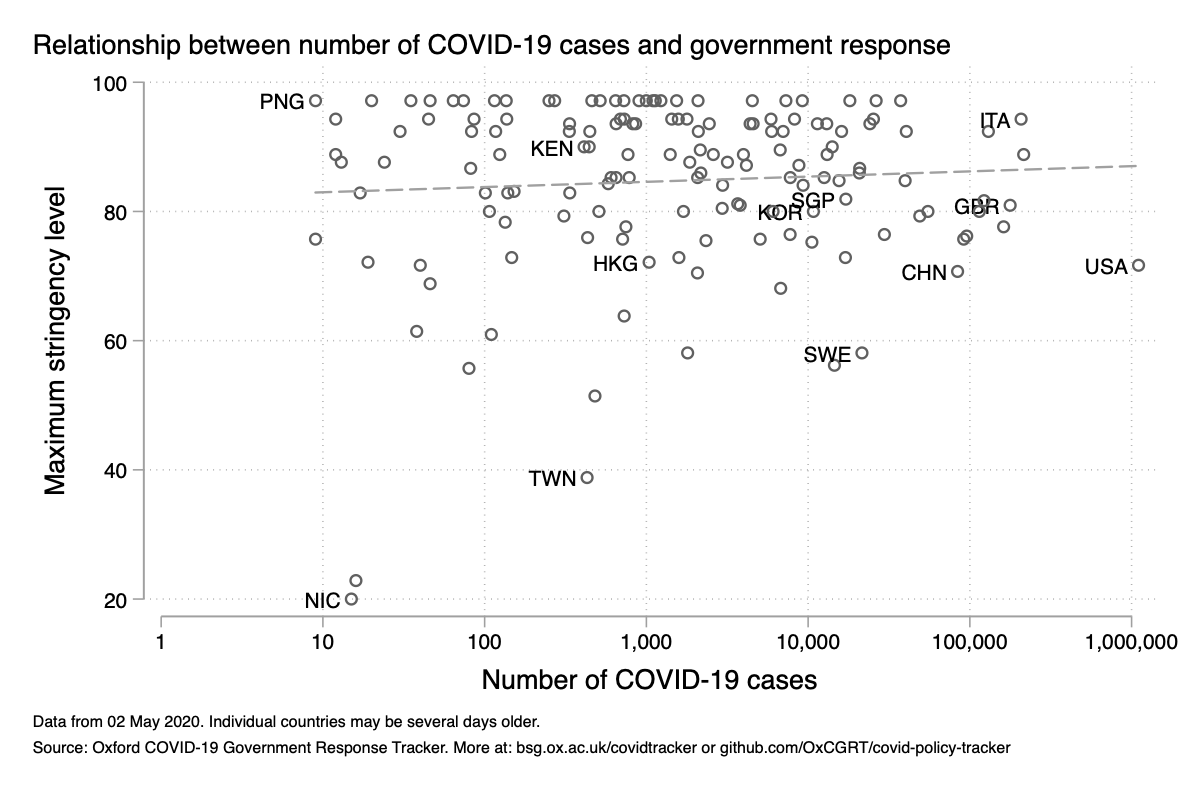 Relationship between number of COVID-19 cases and government response
Maximum stringency level
100
80
60
40
20
PNG
ITA
KEN
SGP
KOR
GBR
HKG
CHN
USA
SWE
TWN
NIC
1
10
100
1,000
10,000
100,000
1,000,000
Number of COVID-19 cases
Data from 02 May 2020. Individual countries may be several days older.
Source: Oxford COVID-19 Government Response Tracker. More at: bsg.ox.ac.uk/covidtracker or github.com/OxCGRT/covid-policy-tracker